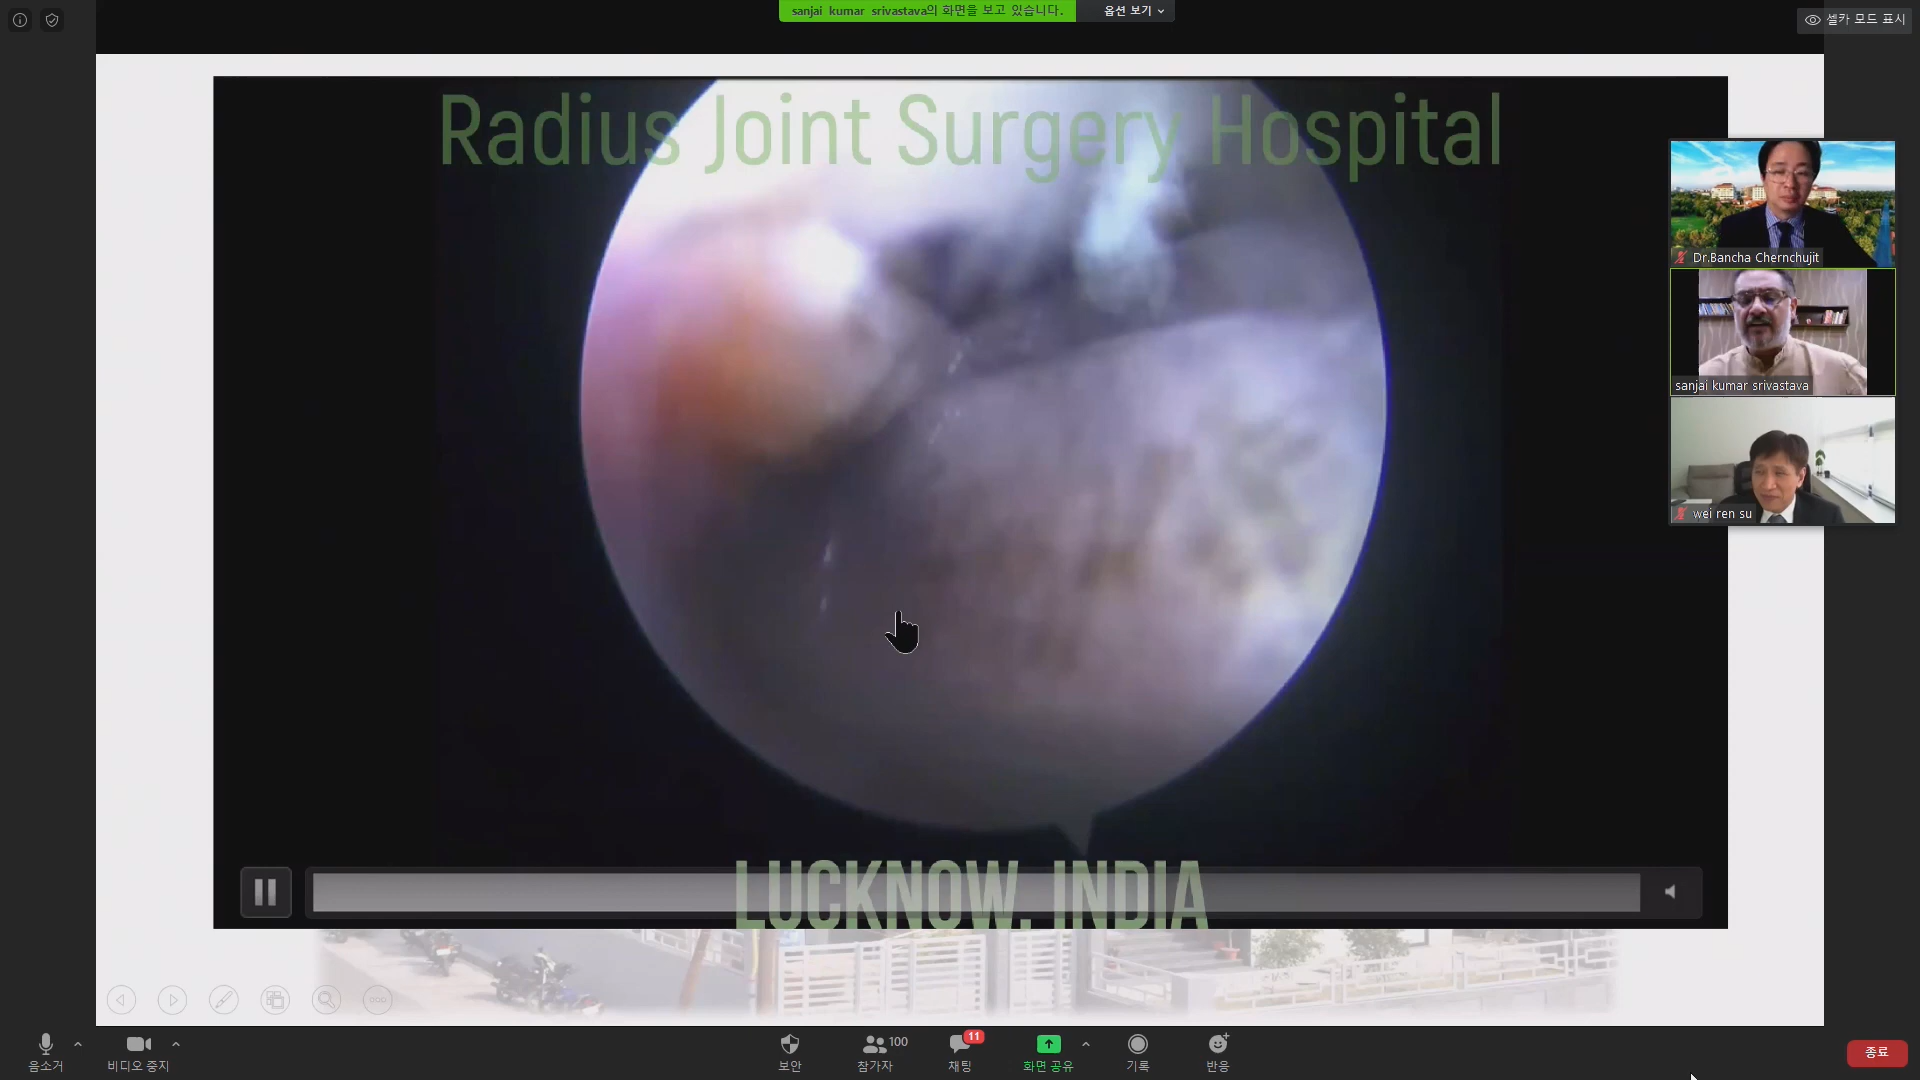 sanjai kumar srivastava의 화면을 보고 있습니다.
옵션 보기
셀카 모드 표시
Radius Joint Surgery Hospital
Dr.Bancha Chernchujit
sanjai kumar srivastava
wei ren su
LUCKNOW, INDIA
음소거
비디오 중지
보안
참가자
100
채팅
11
화면 공유
기록
반응
종료